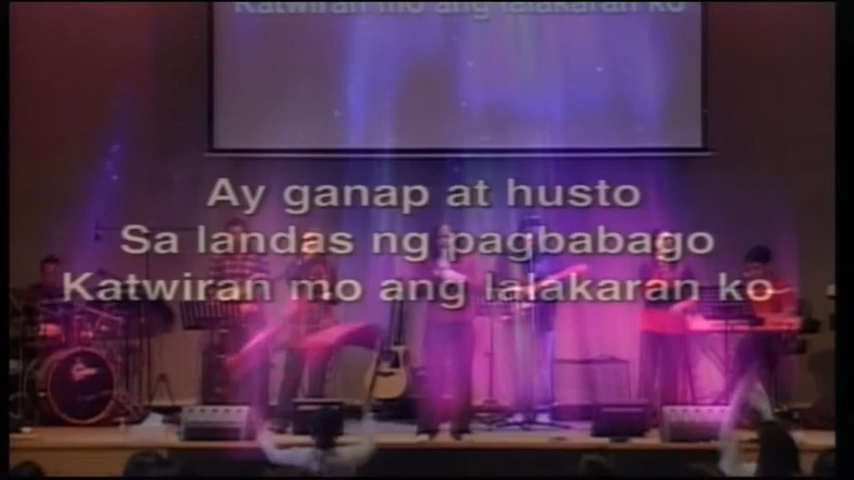 Katwiran mo ang lalakaran ko
Ay ganap at husto
Sa landas ng pagbabago
Katwiran mo ang lalakaran ko